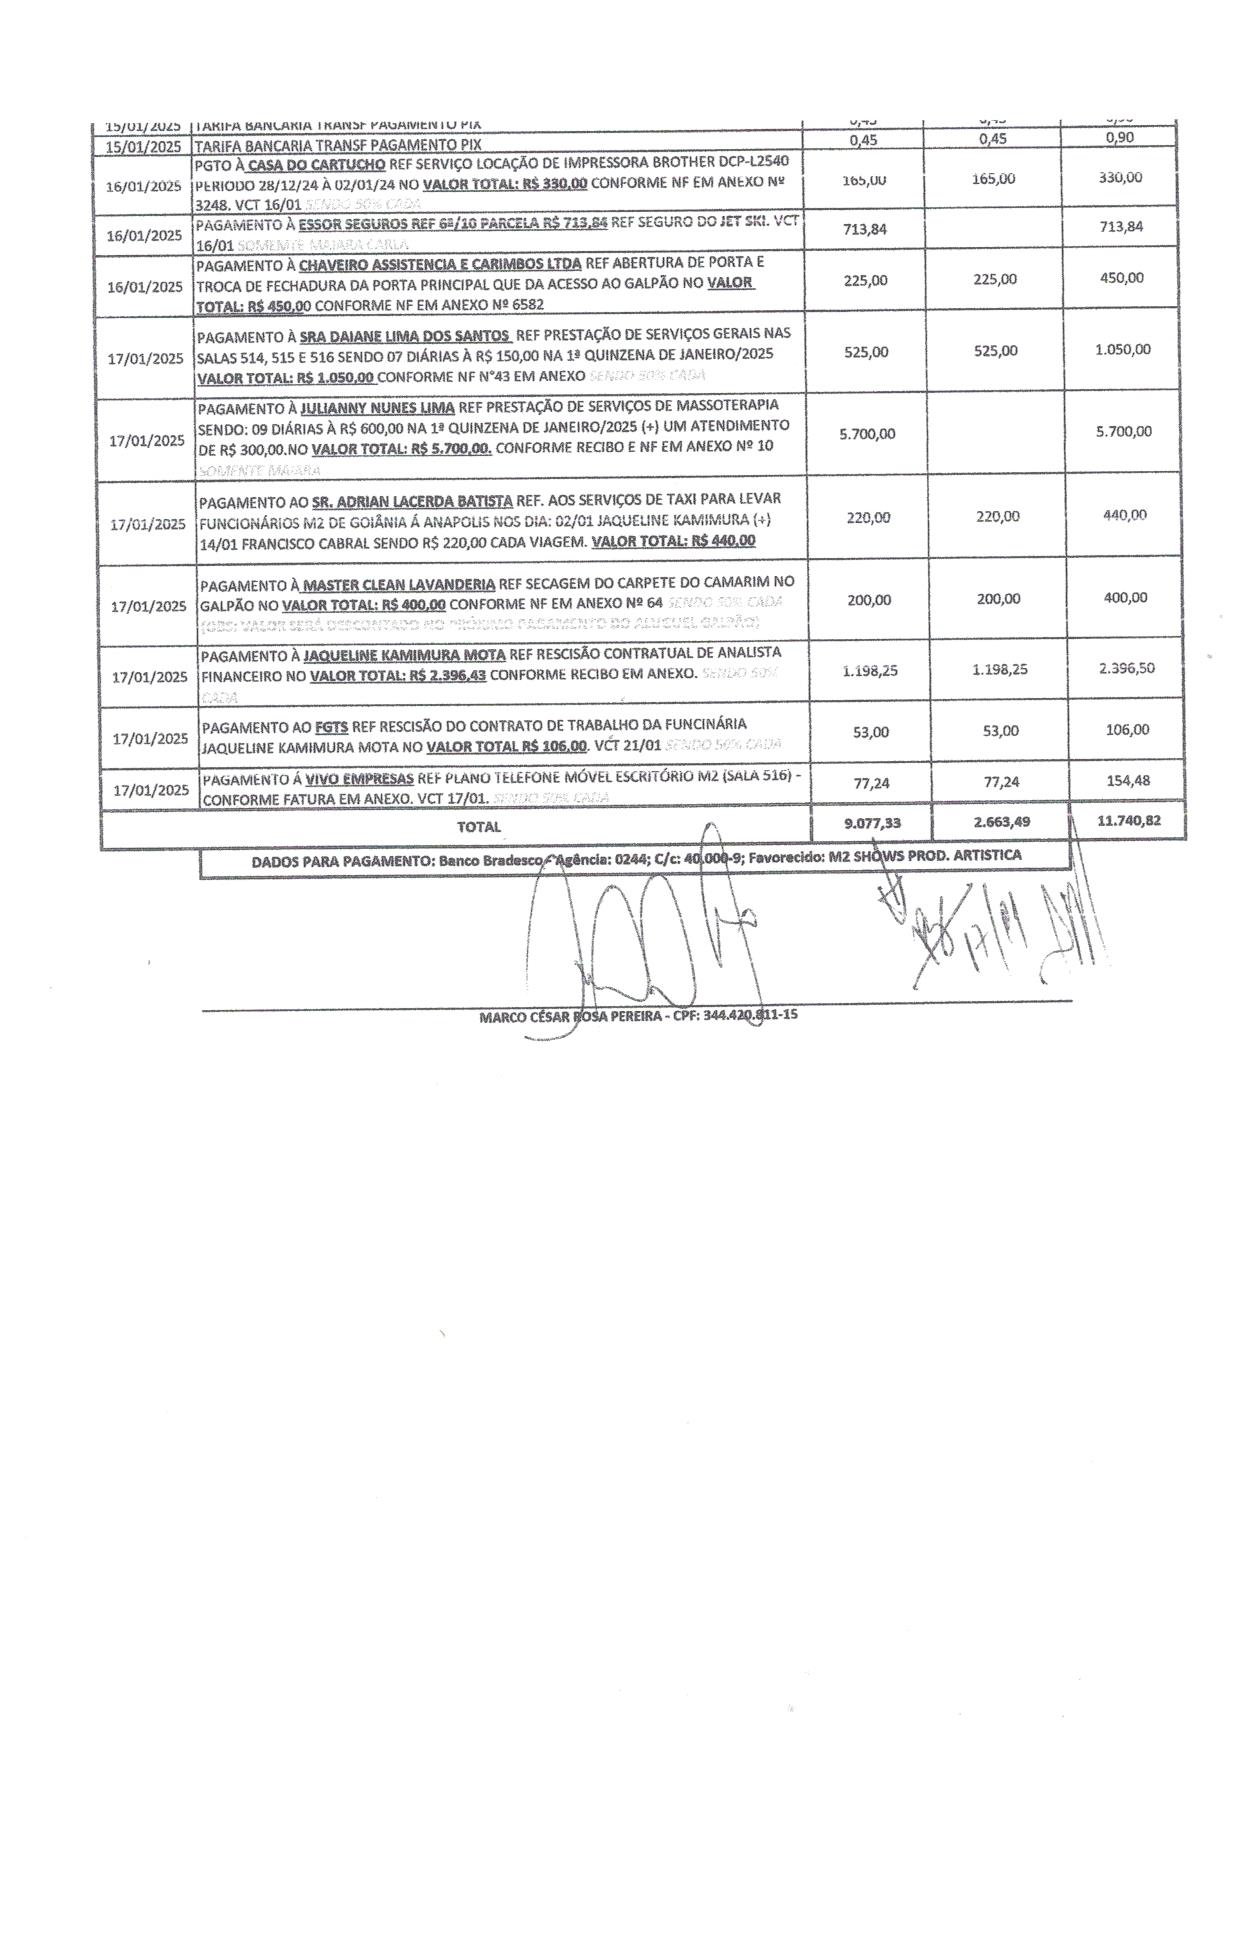 15/01/2025 TARIFA BANCARIA TRANSF PAGAMENTO PIX 0,45 0,45 0,90
15/01/2025 TARIFA BANCARIA TRANSF PAGAMENTO PIX 0,45 0,45 0,90
PGTO À CASA DO CARTUCHO REF SERVIÇO LOCAÇÃO DE IMPRESSORA BROTHER DCP-L2540
16/01/2025 PERIODO 28/12/24 À 02/01/24 NO VALOR TOTAL: R$ 330,00 CONFORME NF EM ANEXO Nº 165,00 165,00 330,00
3248. VCT 16/01 SENDO 50% CADA
PAGAMENTO À ESSOR SEGUROS REF 6ª/10 PARCELA R$ 713,84 REF SEGURO DO JET SKI. VCT
16/01/2025 16/01 SOMEMTE MAIARA CARLA 713,84 713,84
PAGAMENTO À CHAVEIRO ASSISTENCIA E CARIMBOS LTDA REF ABERTURA DE PORTA E
16/01/2025 TROCA DE FECHADURA DA PORTA PRINCIPAL QUE DA ACESSO AO GALPÃO NO VALOR 225,00 225,00 450,00
TOTAL: R$ 450,00 CONFORME NF EM ANEXO Nº 6582
PAGAMENTO À SRA DAIANE LIMA DOS SANTOS REF PRESTAÇÃO DE SERVIÇOS GERAIS NAS
17/01/2025 SALAS 514, 515 E 516 SENDO 07 DIÁRIAS À R$ 150,00 NA 1ª QUINZENA DE JANEIRO/2025 525,00 525,00 1.050,00
VALOR TOTAL: R$ 1.050,00 CONFORME NF N°43 EM ANEXO SENDO 50% CADA
PAGAMENTO À JULIANNY NUNES LIMA REF PRESTAÇÃO DE SERVIÇOS DE MASSOTERAPIA
17/01/2025 SENDO: 09 DIÁRIAS À R$ 600,00 NA 1ª QUINZENA DE JANEIRO/2025 (+) UM ATENDIMENTO 5.700,00 5.700,00
DE R$ 300,00.NO VALOR TOTAL: R$ 5.700,00. CONFORME RECIBO E NF EM ANEXO Nº 10
SOMENTE MAIARA
PAGAMENTO AO SR. ADRIAN LACERDA BATISTA REF. AOS SERVIÇOS DE TAXI PARA LEVAR
17/01/2025 FUNCIONÁRIOS M2 DE GOIÂNIA Á ANAPOLIS NOS DIA: 02/01 JAQUELINE KAMIMURA (+) 220,00 220,00 440,00
14/01 FRANCISCO CABRAL SENDO R$ 220,00 CADA VIAGEM. VALOR TOTAL: R$ 440,00
PAGAMENTO À MASTER CLEAN LAVANDERIA REF SECAGEM DO CARPETE DO CAMARIM NO
17/01/2025 GALPÃO NO VALOR TOTAL: R$ 400,00 CONFORME NF EM ANEXO Nº 64 SENDO 50% CADA 200,00 200,00 400,00
(OBS: VALOR SERÁ DESCONTADO NO PRÓXIMO PAGAMENTO DO ALUGUEL GALPÃO)
PAGAMENTO À JAQUELINE KAMIMURA MOTA REF RESCISÃO CONTRATUAL DE ANALISTA
17/01/2025 FINANCEIRO NO VALOR TOTAL: R$ 2.396,43 CONFORME RECIBO EM ANEXO. SENDO 50% 1.198,25 1.198,25 2.396,50
CADA
PAGAMENTO AO FGTS REF RESCISÃO DO CONTRATO DE TRABALHO DA FUNCINÁRIA
17/01/2025 JAQUELINE KAMIMURA MOTA NO VALOR TOTAL R$ 106,00. VCT 21/01 SENDO 50% CADA 53,00 53,00 106,00
PAGAMENTO Á VIVO EMPRESAS REF PLANO TELEFONE MÓVEL ESCRITÓRIO M2 (SALA 516) -
17/01/2025 CONFORME FATURA EM ANEXO. VCT 17/01. SENDO 50% CADA 77,24 77,24 154,48
TOTAL 9.077,33 2.663,49 11.740,82
DADOS PARA PAGAMENTO: Banco Bradesco - Agência: 0244; C/c: 40.000-9; Favorecido: M2 SHOWS PROD. ARTISTICA
17/01
MARCO CÉSAR ROSA PEREIRA - CPF: 344.420.811-15